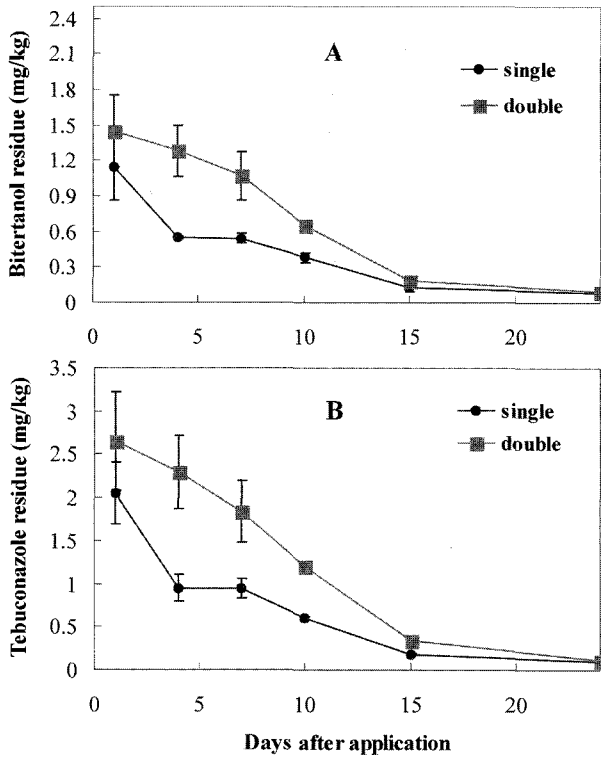 2.4
2.1
1.8
1.5
1.2
0.9
0.6
0.3
0
Bitertanol residue (mg/kg)
A
single
double
0 5 10 15 20
3.5
3
2.5
2
1.5
1
0.5
0
Tebuconazole residue (mg/kg)
B
single
double
0 5 10 15 20
Days after application